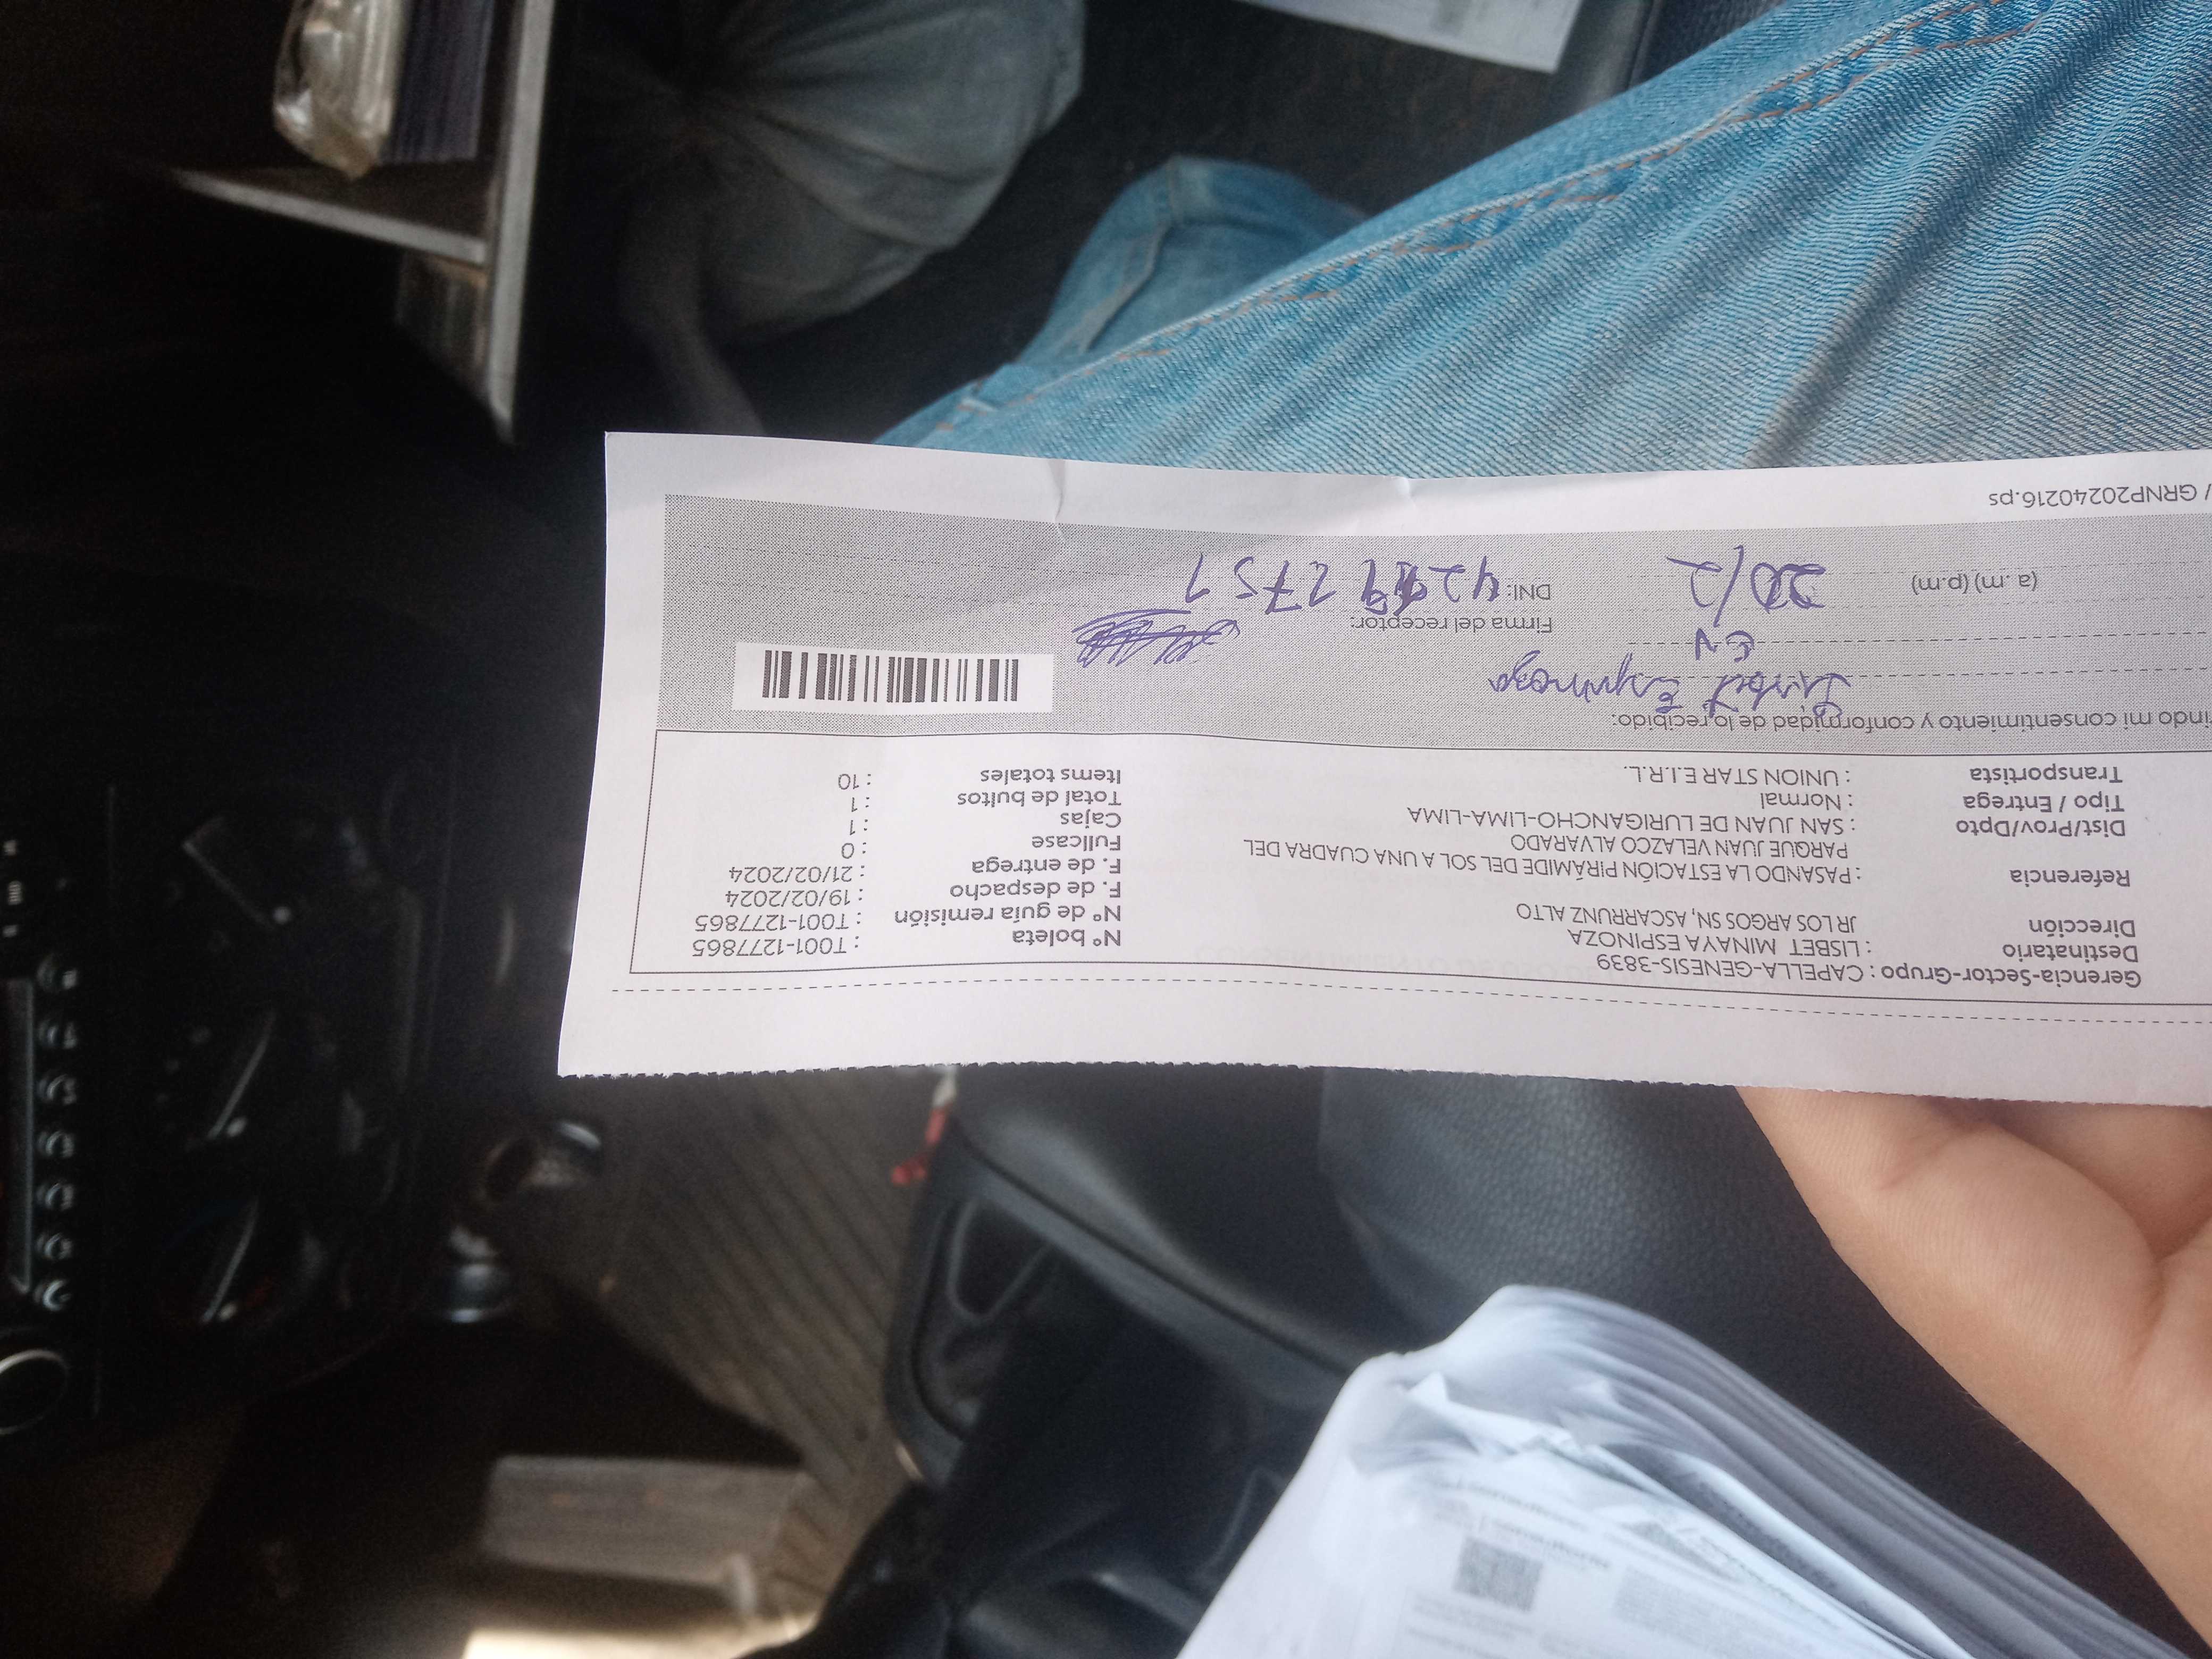 Gerencia-Sector-Grupo : CAPELLA-GENESIS-3839
Destinatario : LISBET MINAYA ESPINOZA
Dirección JR LOS ARGOS SN, ASCARRUNZ ALTO
Referencia : PASANDO LA ESTACIÓN PIRÁMIDE DEL SOL A UNA CUADRA DEL
PARQUE JUAN VELAZCO ALVARADO
Dist/Prov/Dpto : SAN JUAN DE LURIGANCHO-LIMA-LIMA
Tipo / Entrega : Normal
Transportista : UNION STAR E.I.R.L.
Nº boleta : T001-1277865
Nº de guía remisión : T001-1277865
F. de despacho : 19/02/2024
F. de entrega : 21/02/2024
Fullcase : 0
Cajas : 1
Total de bultos : 1
Items totales : 10
mi consentimiento y conformidad de lo recibido:
Lisbet Espinoza
Firma del receptor:
(a .m) (p.m) 20/2
DNI:
/ GRNP20240216.ps